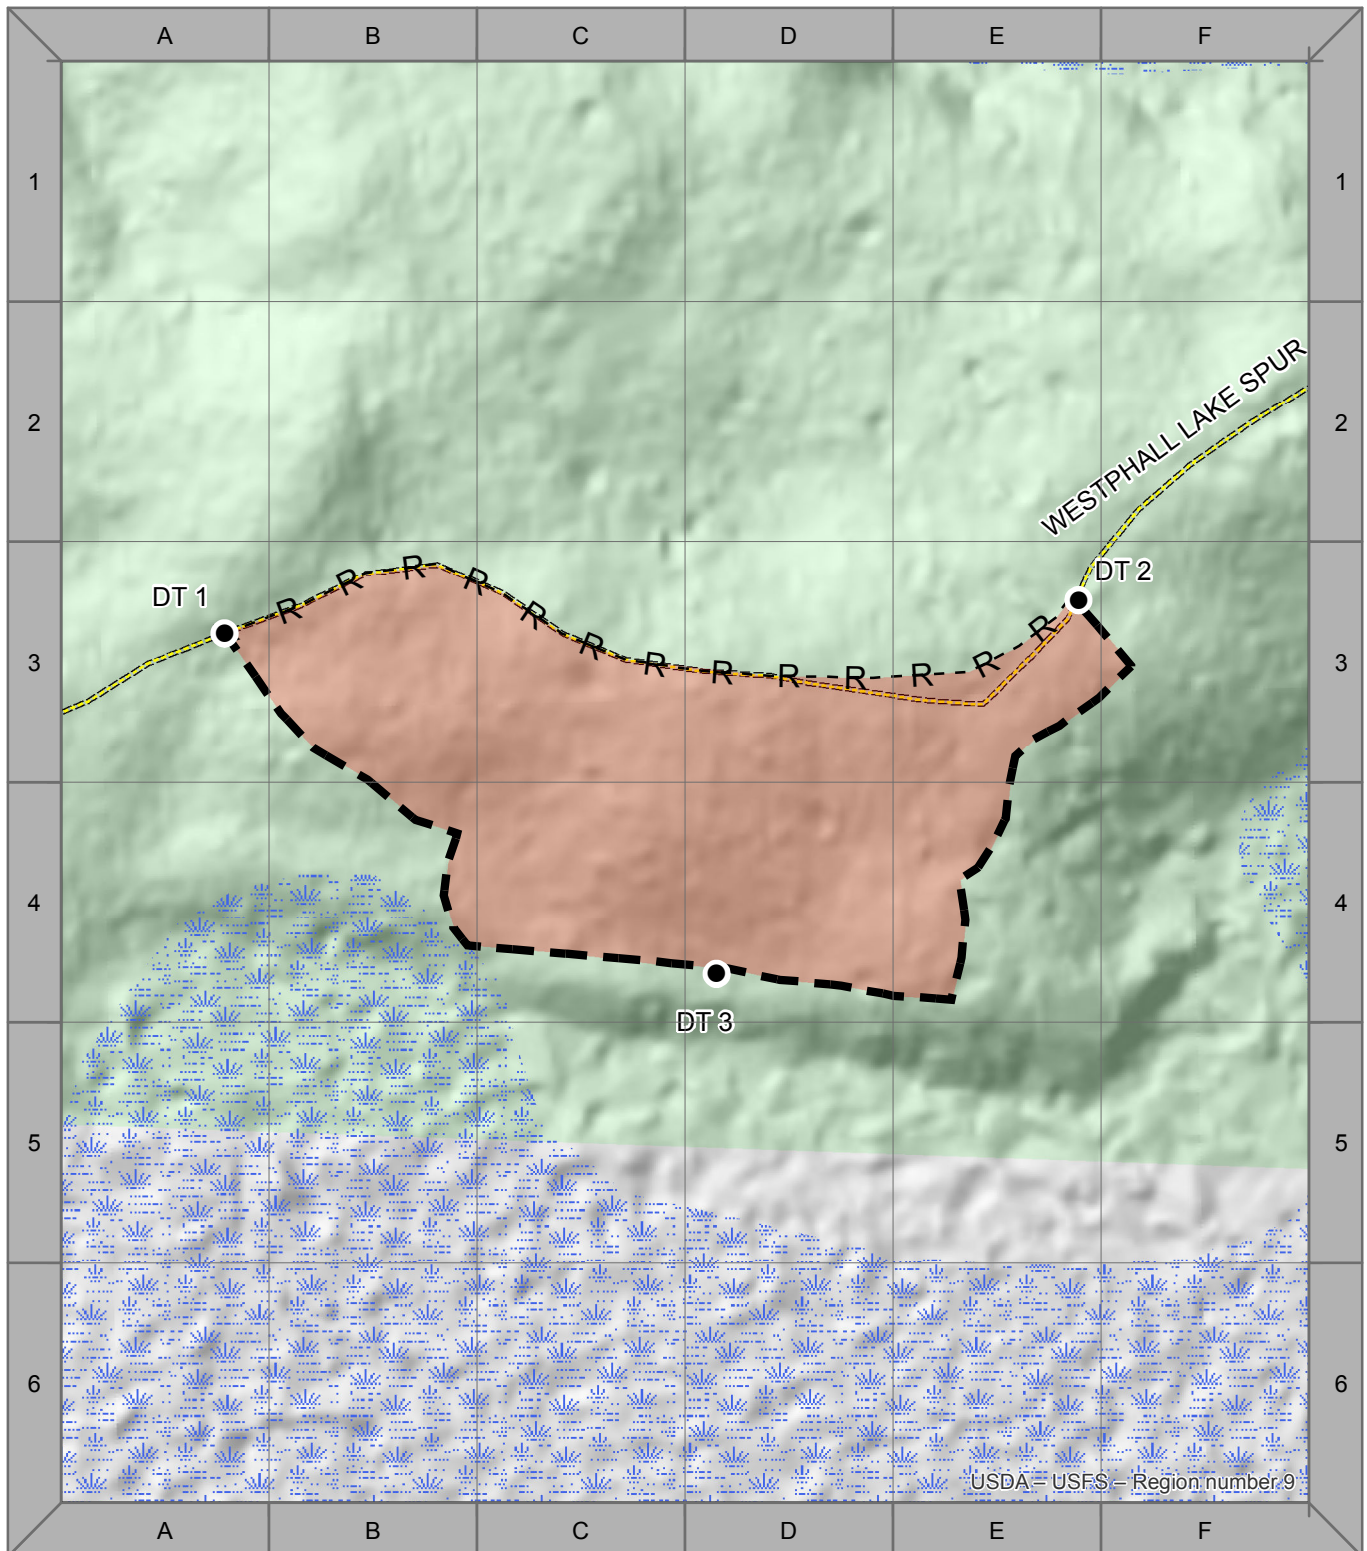 A B C D E F
1 1
2 2
WESTPHALL LAKE SPUR
R R R R R R R R R R R R R
DT 1
DT 2
3 3
4 4
DT 3
5 5
6 6
USDA – USFS – Region number 9
A B C D E F